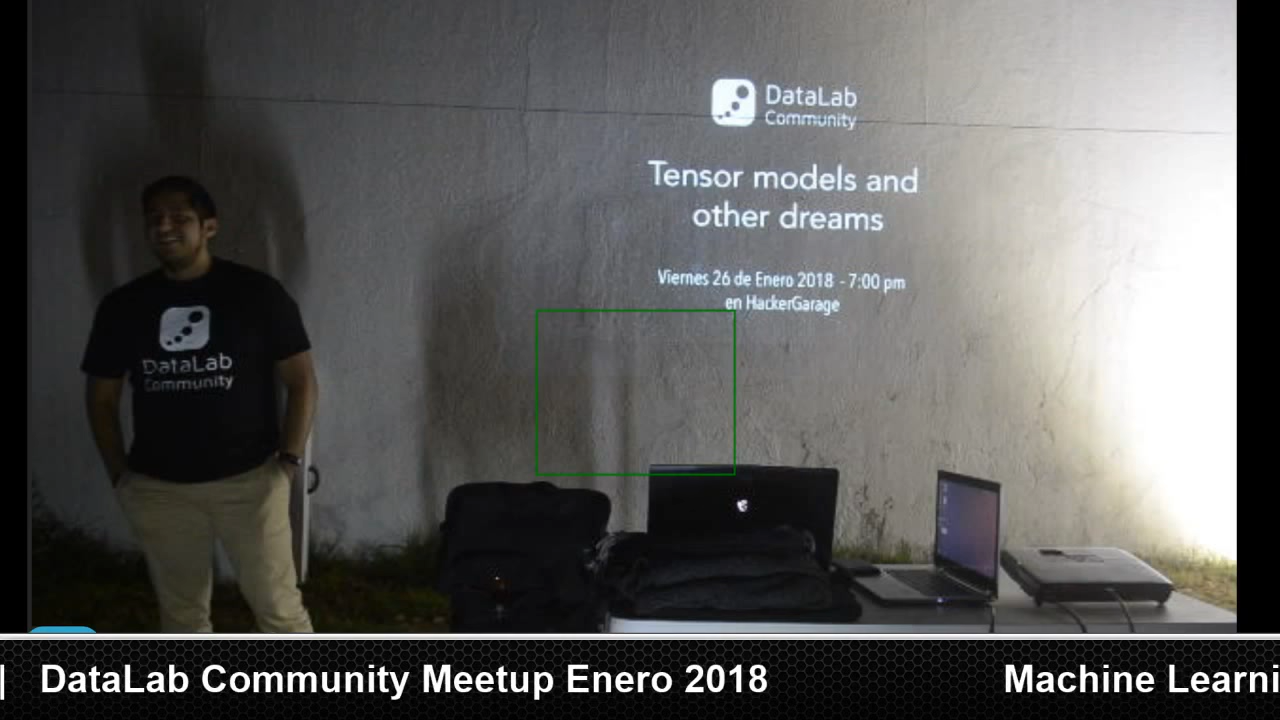 DataLab
Community
Tensor models and
other dreams
Viernes 26 de Enero 2018 - 7:00 pm
en HackerGarage
DataLab
Community
| DataLab Community Meetup Enero 2018
Machine Learni